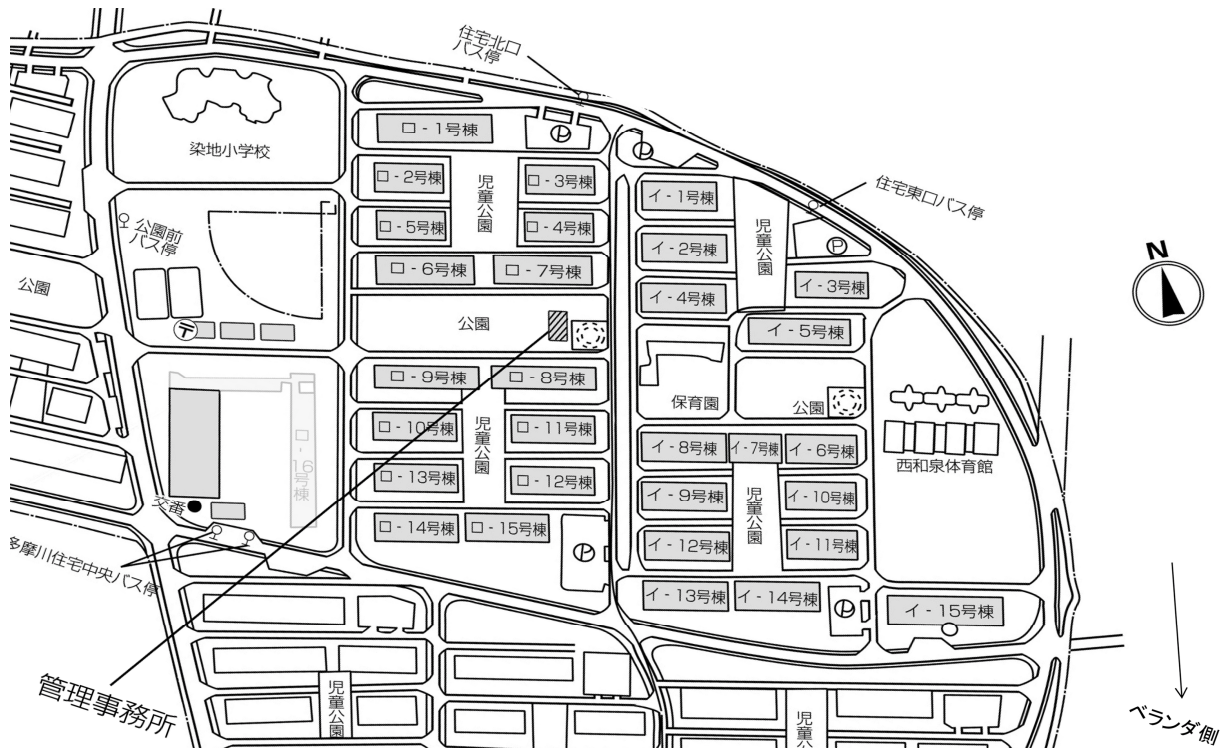 住宅北口
バス停
染地小学校
ロ - 1号棟
P
P
ロ - 2号棟
児童公園
ロ - 3号棟
イ - 1号棟
住宅東口バス停
公園前
バス停
ロ - 5号棟
ロ - 4号棟
児童公園
イ - 2号棟
P
N
ロ - 6号棟
ロ - 7号棟
公園
イ - 4号棟
イ - 3号棟
〒
公園
イ - 5号棟
ロ - 9号棟
ロ - 8号棟
保育園
公園
ロ - 16号棟
ロ - 10号棟
児童公園
ロ - 11号棟
イ - 8号棟
イ - 7号棟
イ - 6号棟
西和泉体育館
ロ - 13号棟
ロ - 12号棟
イ - 9号棟
児童公園
イ - 10号棟
交番
ロ - 14号棟
ロ - 15号棟
P
イ - 12号棟
イ - 11号棟
多摩川住宅中央バス停
イ - 13号棟
イ - 14号棟
P
イ - 15号棟
管理事務所
児童公園
児童公
ベランダ側